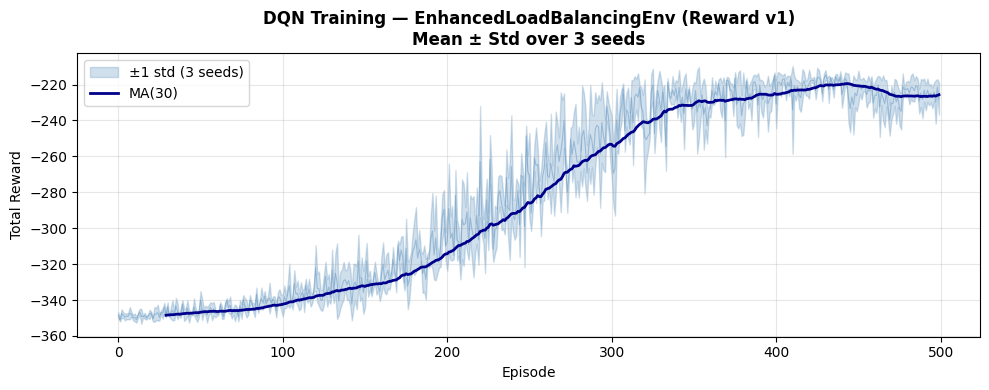 DQN Training — EnhancedLoadBalancingEnv (Reward v1)
Mean ± Std over 3 seeds
±1 std (3 seeds)
MA(30)
Total Reward
−220
−240
−260
−280
−300
−320
−340
−360
0
100
200
300
400
500
Episode